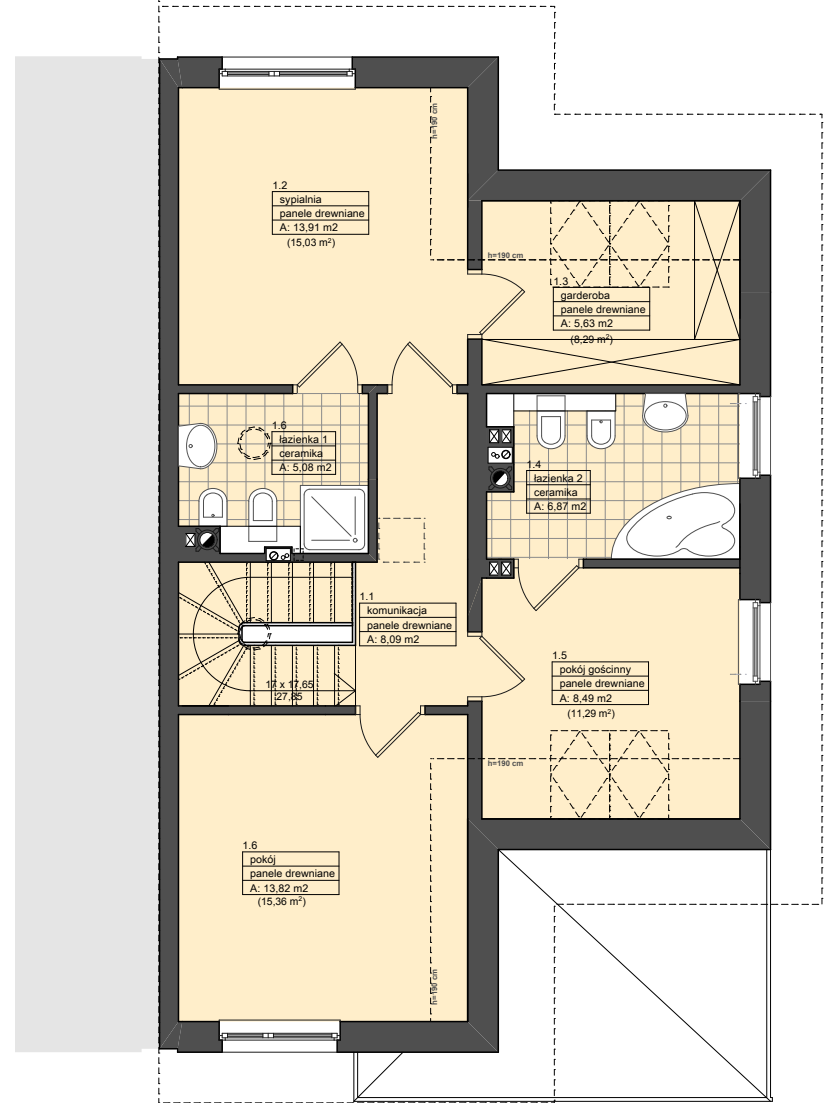 h=190 cm
1.2
sypialnia
panele drewniane
A: 13,91 m2
(15,03 m²)
h=190 cm
1.3
garderoba
panele drewniane
A: 5,63 m2
(8,29 m²)
1.6
łazienka 1
ceramika
A: 5,08 m2
1.4
łazienka 2
ceramika
A: 6,87 m2
1.1
komunikacja
panele drewniane
A: 8,09 m2
17 x 17,65
27,85
1.5
pokój gościnny
panele drewniane
A: 8,49 m2
(11,29 m²)
h=190 cm
1.6
pokój
panele drewniane
A: 13,82 m2
(15,36 m²)
h=190 cm